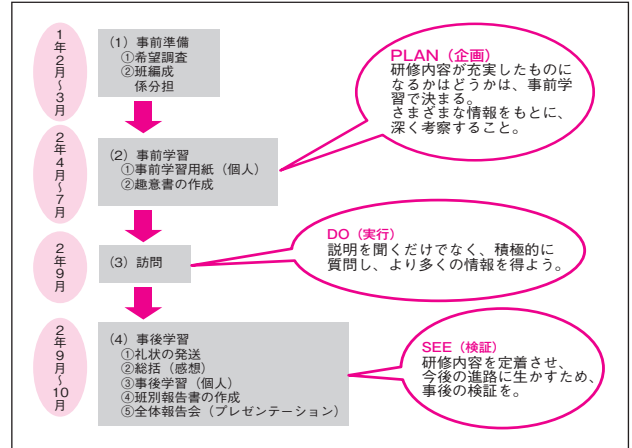 1年2月〜3月
(1) 事前準備
①希望調査
②班編成
係分担
PLAN（企画）
研修内容が充実したものに
なるかはどうかは、事前学
習で決まる。
さまざまな情報をもとに、
深く考察すること。
2年4月〜7月
(2) 事前学習
①事前学習用紙（個人）
②趣意書の作成
2年9月
(3) 訪問
DO（実行）
説明を聞くだけでなく、積極的に
質問し、より多くの情報を得よう。
2年9月〜10月
(4) 事後学習
①礼状の発送
②総括（感想）
③事後学習（個人）
④班別報告書の作成
⑤全体報告会（プレゼンテーション）
SEE（検証）
研修内容を定着させ、
今後の進路に生かすため、
事後の検証を。